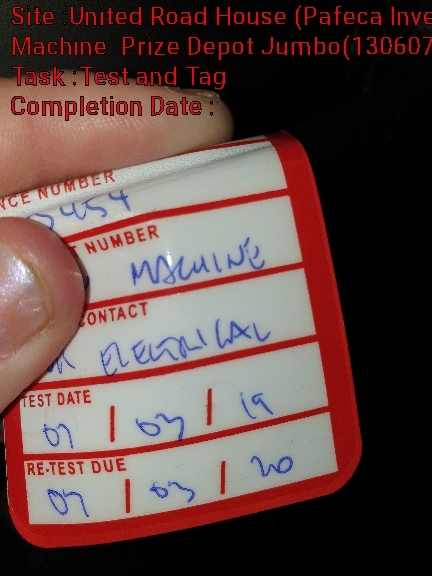 Site :United Road House (Pafeca Inve
Machine :Prize Depot Jumbo(130607
Task :Test and Tag
Completion Date :
NCE NUMBER
5454
NUMBER
MACHINE
CONTACT
ELECTRICAL
TEST DATE
07 / 03 / 19
RE-TEST DUE
07 / 03 / 20